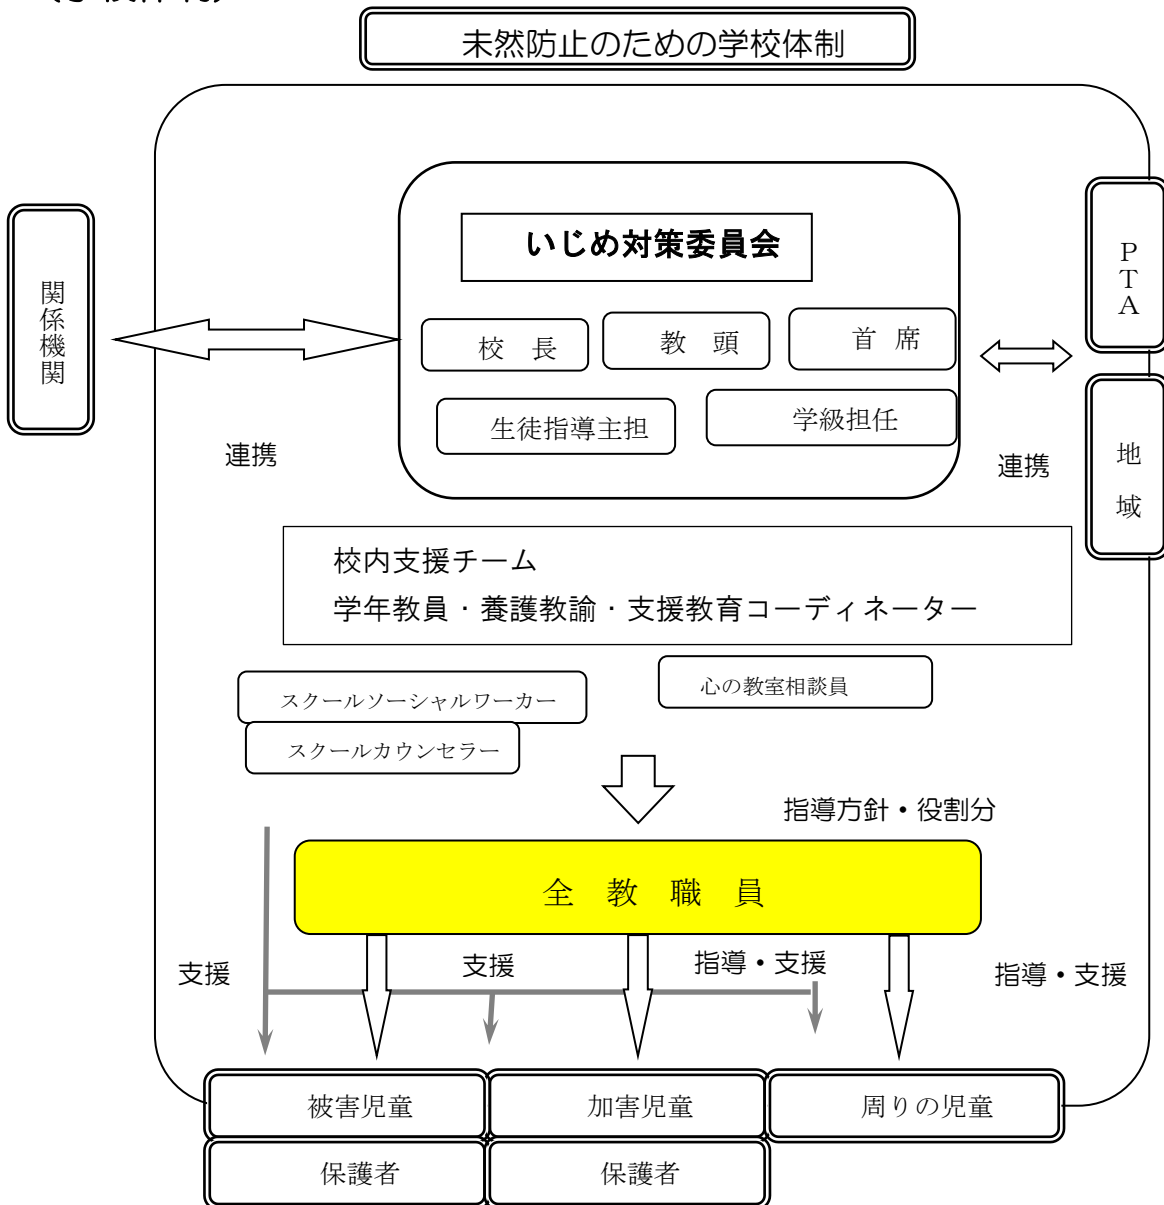 未然防止のための学校体制
いじめ対策委員会
関係機関
PTA
校 長
教 頭
首 席
生徒指導主担
学級担任
連携
連携
地 域
校内支援チーム
学年教員・養護教諭・支援教育コーディネーター
スクールソーシャルワーカー
心の教室相談員
スクールカウンセラー
指導方針・役割分
全 教 職 員
支援
支援
指導・支援
指導・支援
被害児童
加害児童
周りの児童
保護者
保護者